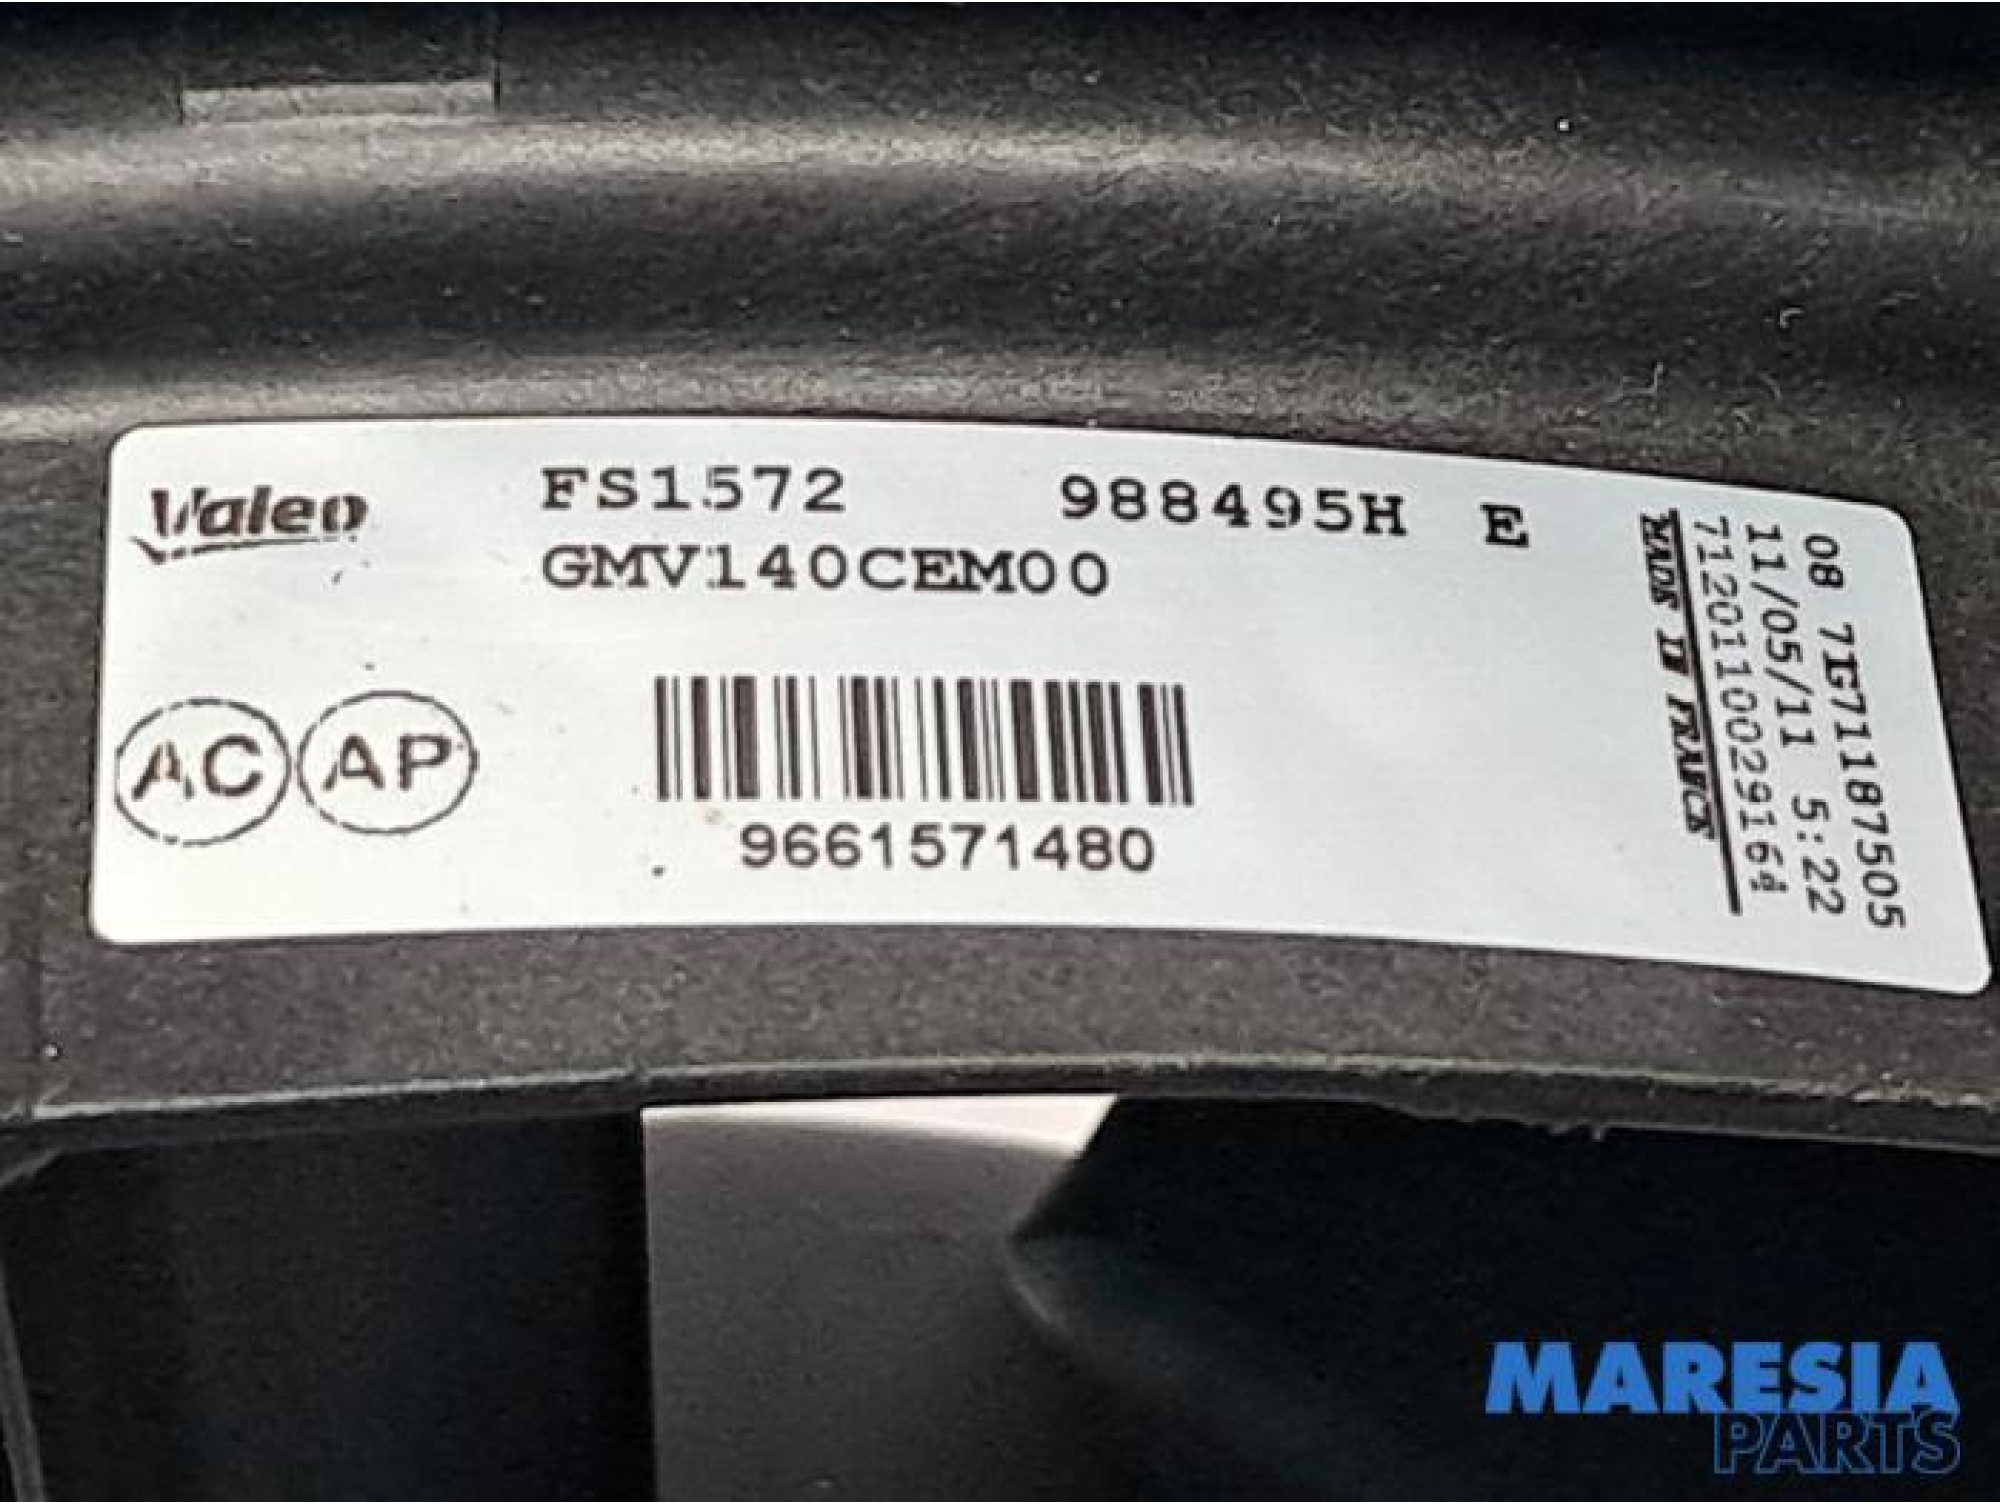 Valeo
FS1572 988495H E
GMV140CEM00
AC AP
9661571480
08 7G71187505
11/05/11 5:22
7120110029164
MADE IN FRANCE
MARESIA
PARTS